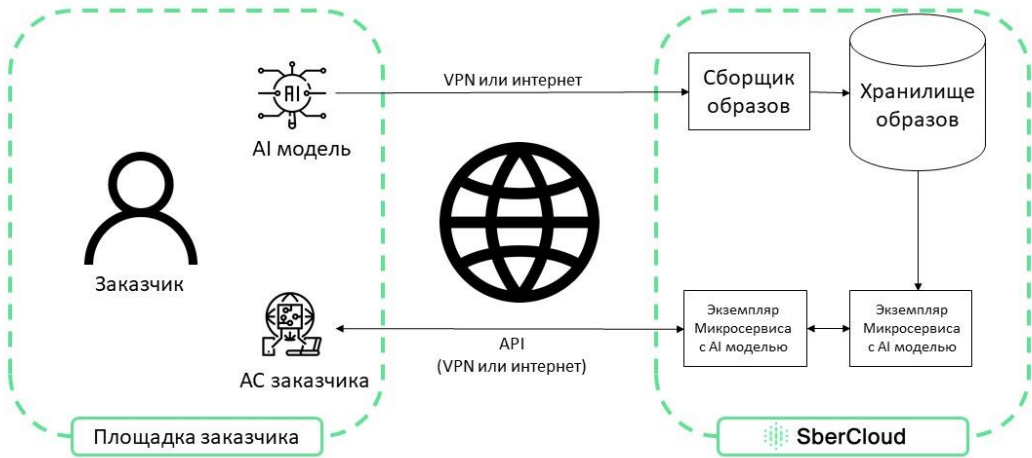 AI
AI модель
Заказчик
АС заказчика
Площадка заказчика
VPN или интернет
API
(VPN или интернет)
Сборщик
образов
Хранилище
образов
Экземпляр
Микросервиса
с AI моделью
Экземпляр
Микросервиса
с AI моделью
SberCloud